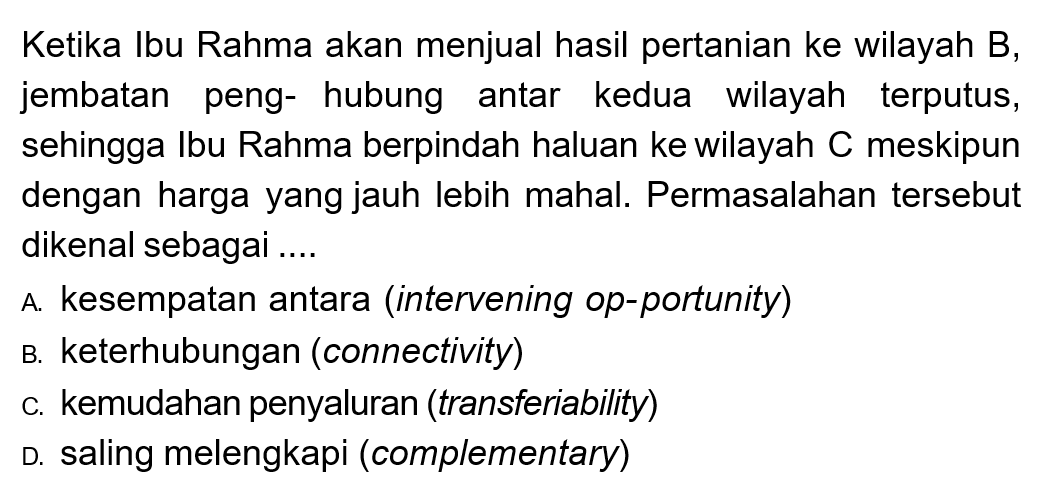 Ketika Ibu Rahma akan menjual hasil pertanian ke wilayah B,
jembatan peng- hubung antar kedua wilayah terputus,
sehingga Ibu Rahma berpindah haluan ke wilayah C meskipun
dengan harga yang jauh lebih mahal. Permasalahan tersebut
dikenal sebagai ....
A. kesempatan antara (intervening op-portunity)
B. keterhubungan (connectivity)
C. kemudahan penyaluran (transferiability)
D. saling melengkapi (complementary)